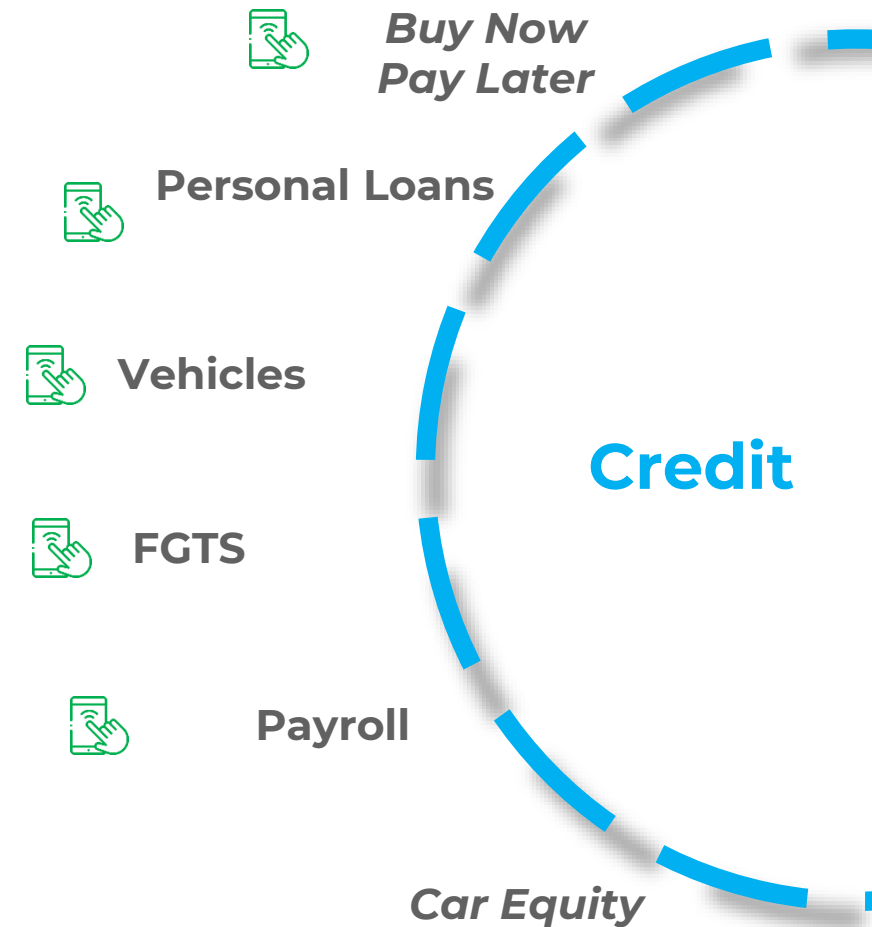 Buy Now
Pay Later
Personal Loans
Vehicles
Credit
FGTS
Payroll
Car Equity